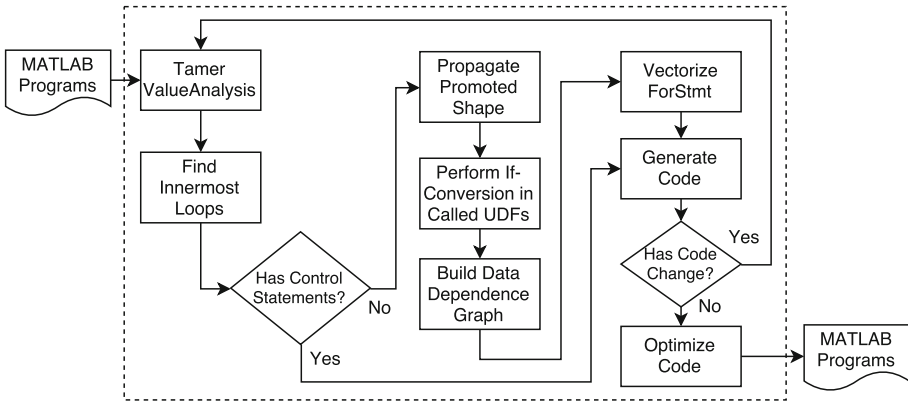 MATLAB
Programs
Tamer
ValueAnalysis
Find
Innermost
Loops
Has Control
Statements?
No
Yes
Propagate
Promoted
Shape
Perform If-
Conversion in
Called UDFs
Build Data
Dependence
Graph
Vectorize
ForStmt
Generate
Code
Has Code
Change?
Yes
No
Optimize
Code
MATLAB
Programs